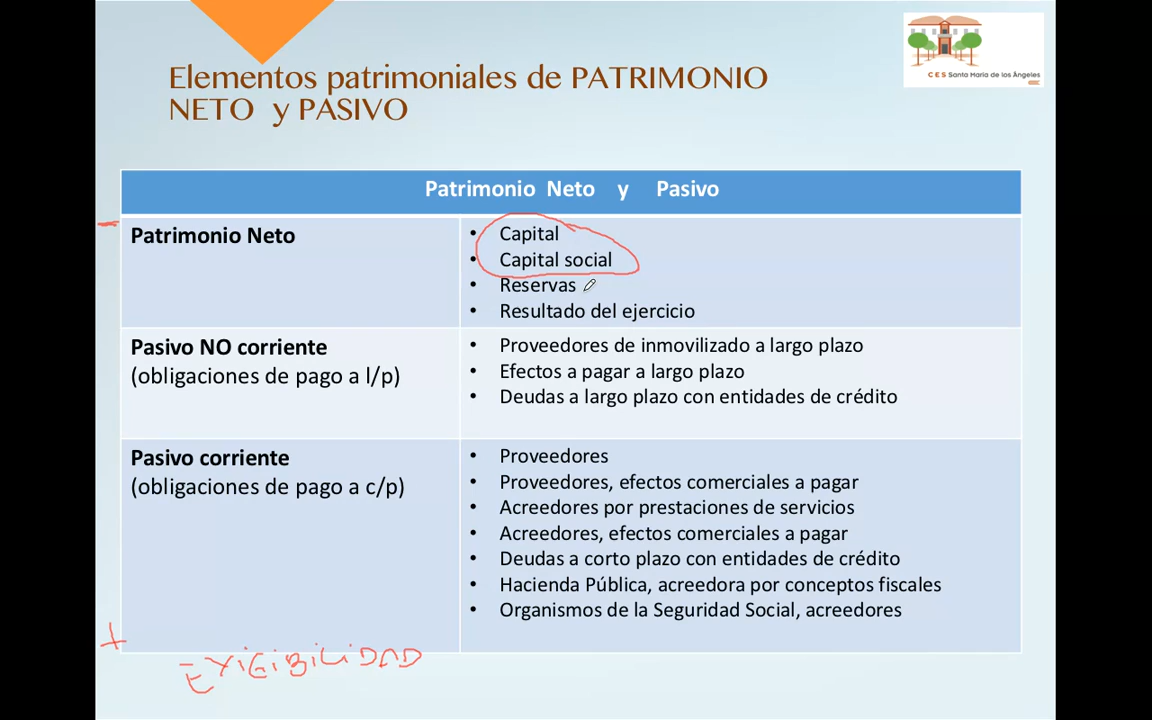 CES Santa María de los Ángeles
Elementos patrimoniales de PATRIMONIO
NETO y PASIVO
Patrimonio Neto y Pasivo
Patrimonio Neto
• Capital
• Capital social
• Reservas
• Resultado del ejercicio
Pasivo NO corriente
(obligaciones de pago a l/p)
• Proveedores de inmovilizado a largo plazo
• Efectos a pagar a largo plazo
• Deudas a largo plazo con entidades de crédito
Pasivo corriente
(obligaciones de pago a c/p)
• Proveedores
• Proveedores, efectos comerciales a pagar
• Acreedores por prestaciones de servicios
• Acreedores, efectos comerciales a pagar
• Deudas a corto plazo con entidades de crédito
• Hacienda Pública, acreedora por conceptos fiscales
• Organismos de la Seguridad Social, acreedores
-
+
EXIGIBILIDAD